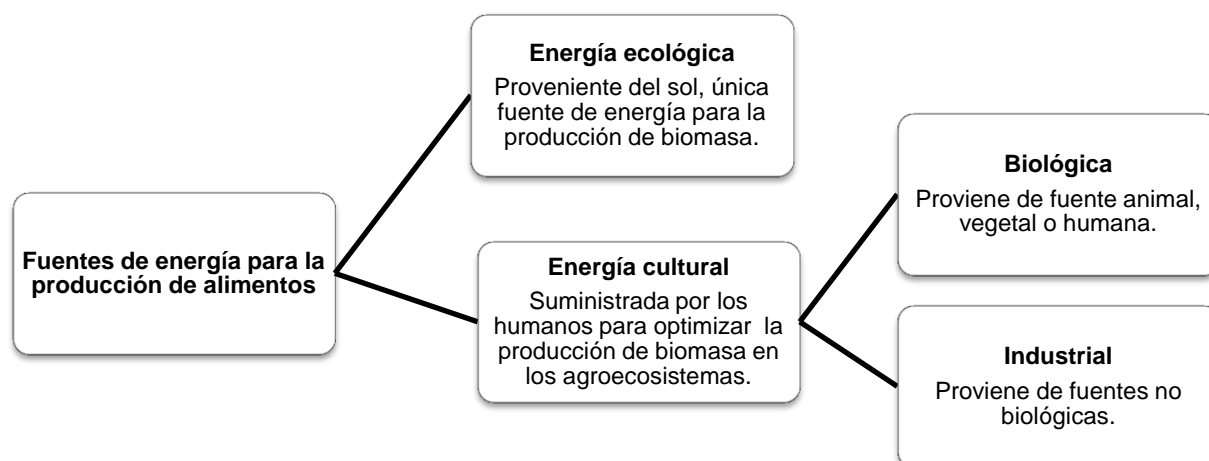 Fuentes de energía para la
producción de alimentos
Energía ecológica
Proveniente del sol, única
fuente de energía para la
producción de biomasa.
Energía cultural
Suministrada por los
humanos para optimizar la
producción de biomasa en
los agroecosistemas.
Biológica
Proviene de fuente animal,
vegetal o humana.
Industrial
Proviene de fuentes no
biológicas.